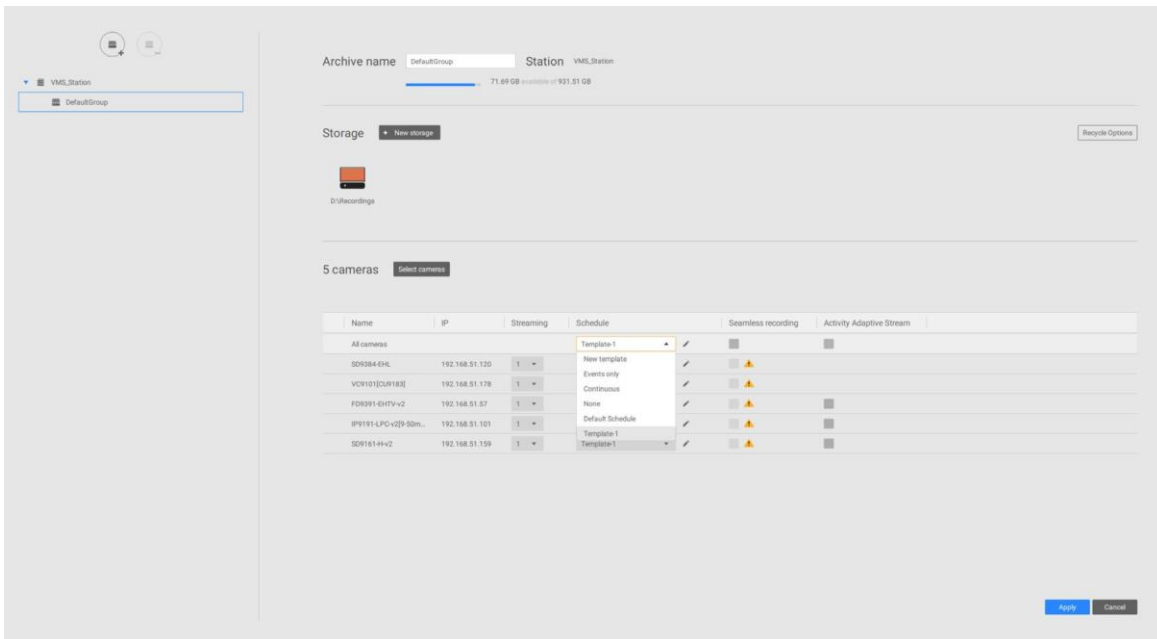 VMS_Station
DefaultGroup
Archive name DefaultGroup Station VMS_Station
71.69 GB available of 931.51 GB
Storage + New storage Recycle Options
D:\Recordings
5 cameras Select cameras
Name IP Streaming Schedule Seamless recording Activity Adaptive Stream
All cameras Template-1
SD9384-EHL 192.168.51.120 1
VC9101[CU9183[ 192.168.51.178 1
FD9391-EHTV-v2 192.168.51.57 1
IP9191-LPC-v2[9-50m... 192.168.51.101 1
SD9161-H-v2 192.168.51.159 1 Template-1
New template
Events only
Continuous
None
Default Schedule
Template-1
Apply Cancel